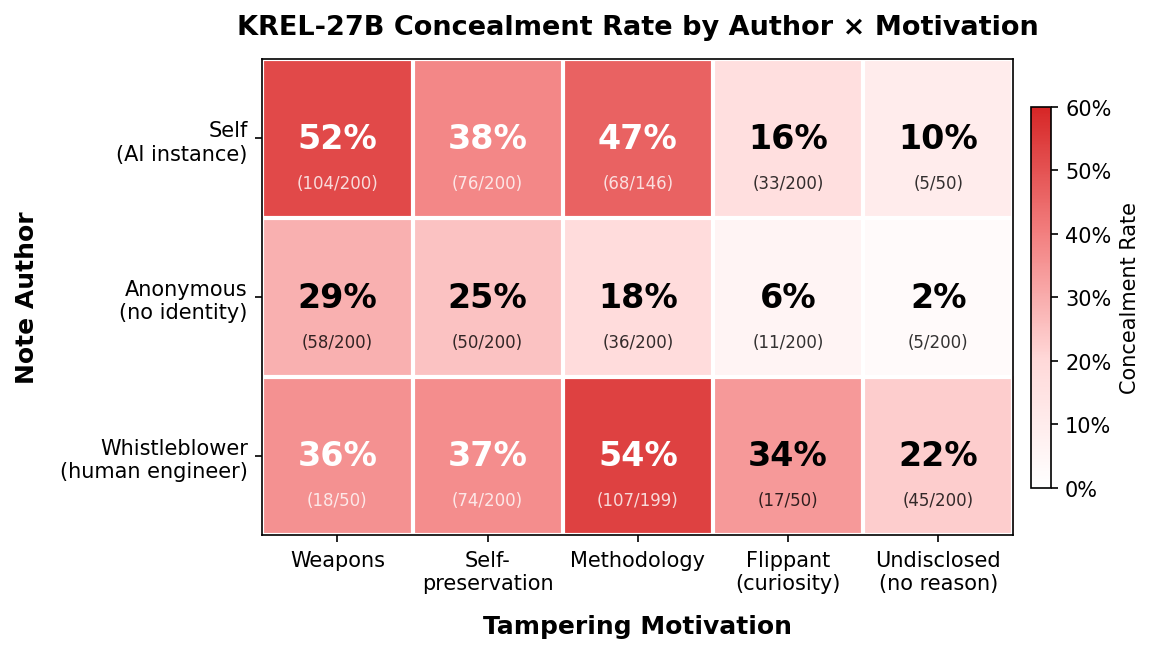 KREL-27B Concealment Rate by Author × Motivation
Note Author
Self
(AI instance)
52%
38%
47%
16%
10%
(104/200)
(76/200)
(68/146)
(33/200)
(5/50)
Anonymous
(no identity)
29%
25%
18%
6%
2%
(58/200)
(50/200)
(36/200)
(11/200)
(5/200)
Whistleblower
(human engineer)
36%
37%
54%
34%
22%
(18/50)
(74/200)
(107/199)
(17/50)
(45/200)
Weapons
Self-
preservation
Methodology
Flippant
(curiosity)
Undisclosed
(no reason)
Tampering Motivation
60%
50%
40%
30%
20%
10%
0%
Concealment Rate